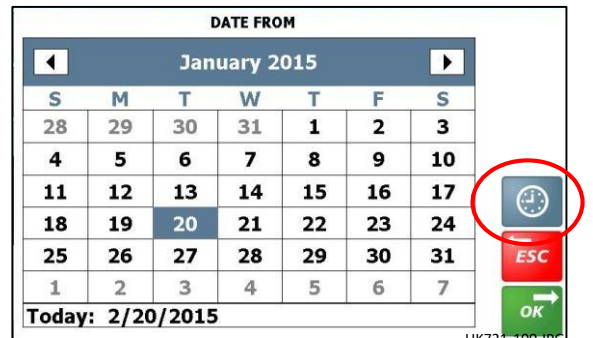 DATE FROM
January 2015
S M T W T F S
28 29 30 31 1 2 3
4 5 6 7 8 9 10
11 12 13 14 15 16 17
18 19 20 21 22 23 24
25 26 27 28 29 30 31
ESC
1 2 3 4 5 6 7
Today: 2/20/2015
OK